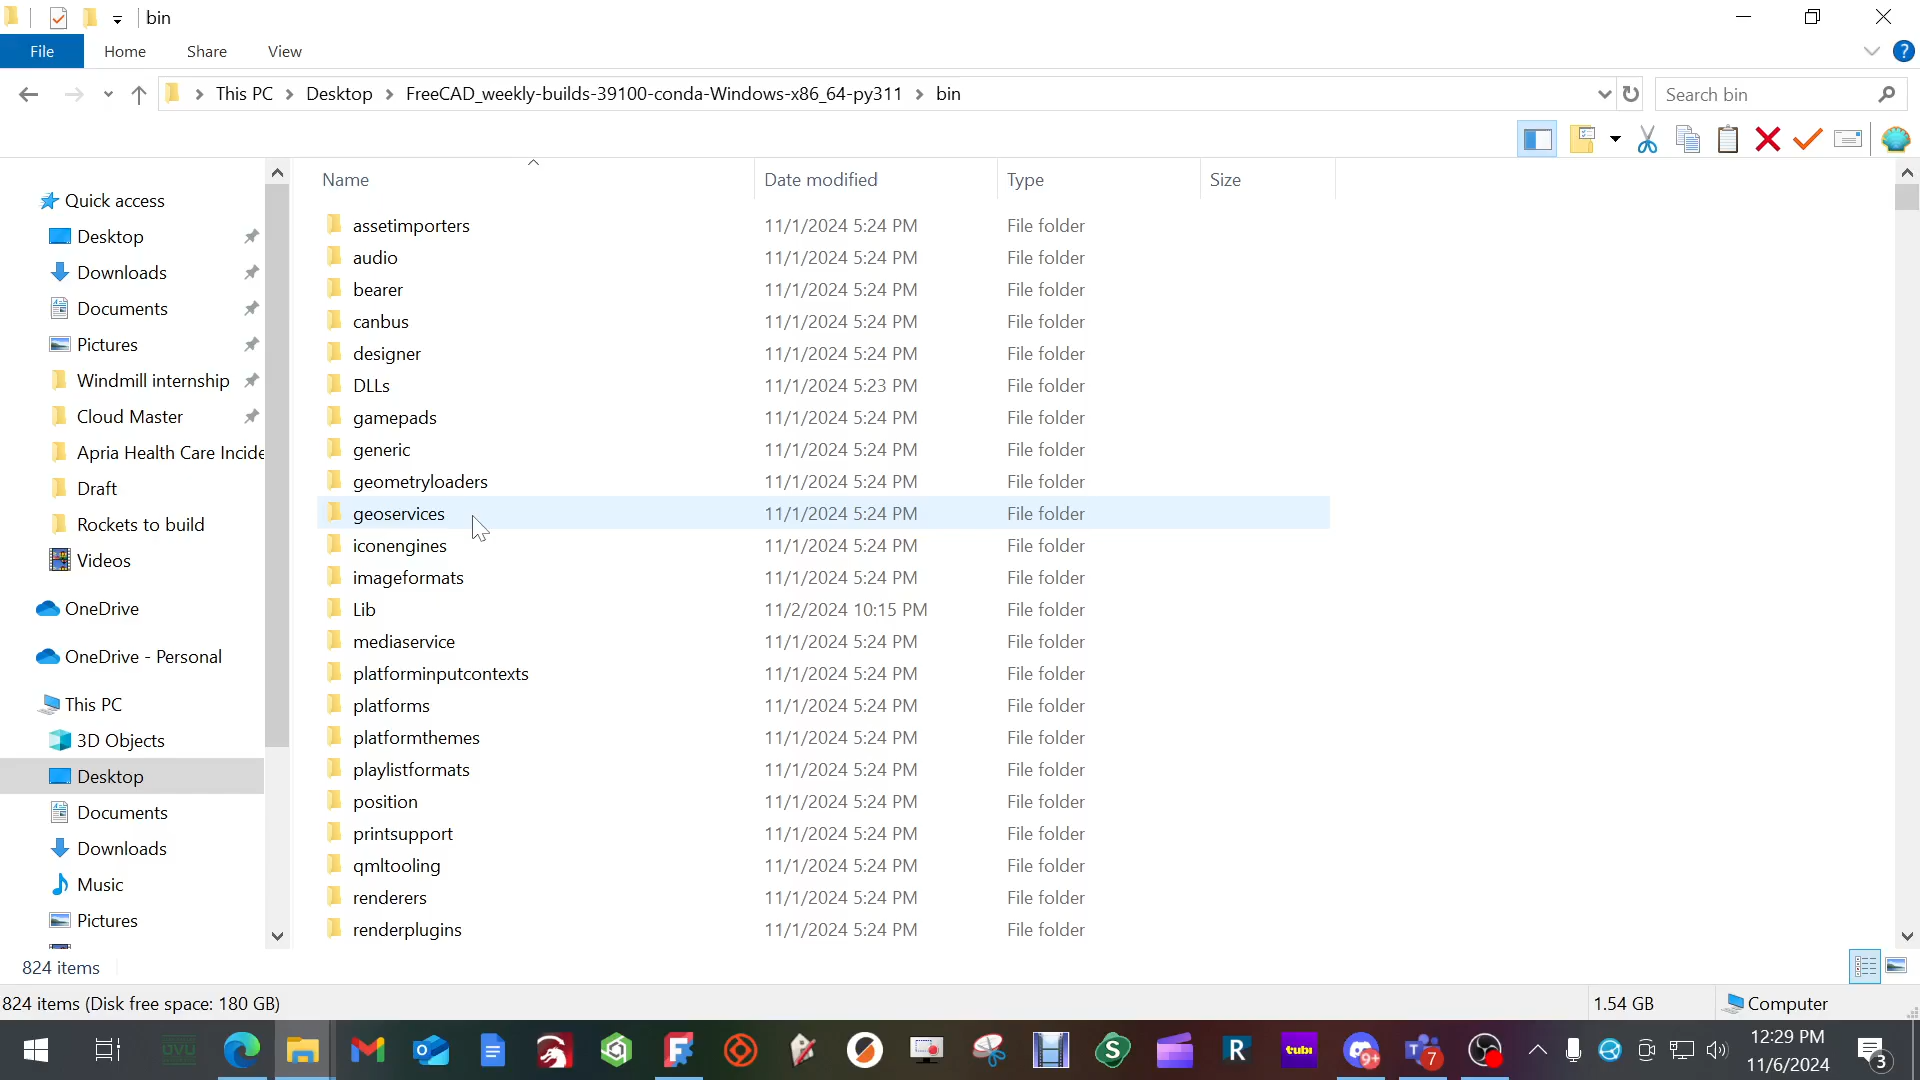 bin
File Home Share View
This PC Desktop FreeCAD_weekly-builds-39100-conda-Windows-x86_64-py311 bin
Search bin
Name Date modified Type Size
Quick access
Desktop
Downloads
Documents
Pictures
Windmill internship
Cloud Master
Apria Health Care Incide
Draft
Rockets to build
Videos
OneDrive
OneDrive - Personal
This PC
3D Objects
Desktop
Documents
Downloads
Music
Pictures
assetimporters 11/1/2024 5:24 PM File folder
audio 11/1/2024 5:24 PM File folder
bearer 11/1/2024 5:24 PM File folder
canbus 11/1/2024 5:24 PM File folder
designer 11/1/2024 5:24 PM File folder
DLLs 11/1/2024 5:23 PM File folder
gamepads 11/1/2024 5:24 PM File folder
generic 11/1/2024 5:24 PM File folder
geometryloaders 11/1/2024 5:24 PM File folder
geoservices 11/1/2024 5:24 PM File folder
iconengines 11/1/2024 5:24 PM File folder
imageformats 11/1/2024 5:24 PM File folder
Lib 11/2/2024 10:15 PM File folder
mediaservice 11/1/2024 5:24 PM File folder
platforminputcontexts 11/1/2024 5:24 PM File folder
platforms 11/1/2024 5:24 PM File folder
platformthemes 11/1/2024 5:24 PM File folder
playlistformats 11/1/2024 5:24 PM File folder
position 11/1/2024 5:24 PM File folder
printsupport 11/1/2024 5:24 PM File folder
qmltooling 11/1/2024 5:24 PM File folder
renderers 11/1/2024 5:24 PM File folder
renderplugins 11/1/2024 5:24 PM File folder
824 items
824 items (Disk free space: 180 GB) 1.54 GB Computer
tubi 9+ 7
12:29 PM
11/6/2024
3